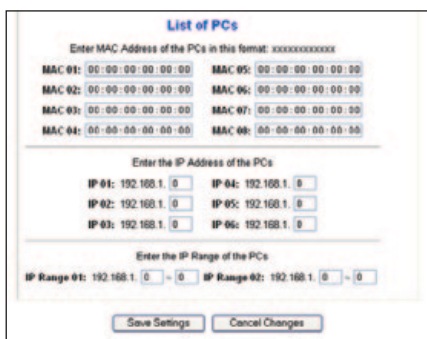 List of PCs
Enter MAC Address of the PCs in this format: xxxxxxxxxxxx
MAC 01: 00:00:00:00:00:00 MAC 05: 00:00:00:00:00:00
MAC 02: 00:00:00:00:00:00 MAC 06: 00:00:00:00:00:00
MAC 03: 00:00:00:00:00:00 MAC 07: 00:00:00:00:00:00
MAC 04: 00:00:00:00:00:00 MAC 08: 00:00:00:00:00:00
Enter the IP Address of the PCs
IP 01: 192.168.1. 0 IP 04: 192.168.1. 0
IP 02: 192.168.1. 0 IP 05: 192.168.1. 0
IP 03: 192.168.1. 0 IP 06: 192.168.1. 0
Enter the IP Range of the PCs
IP Range 01: 192.168.1. 0 ~ 0 IP Range 02: 192.168.1. 0 ~ 0
Save Settings Cancel Changes